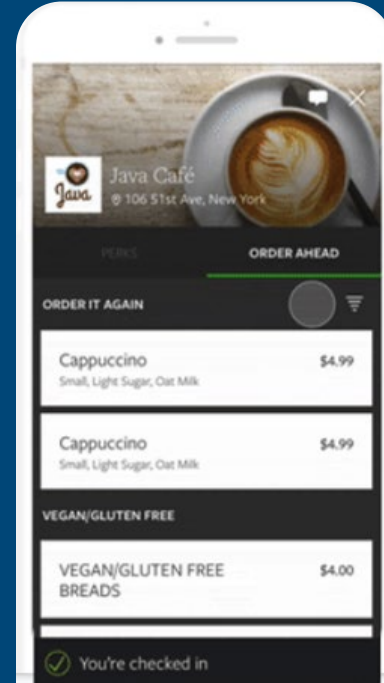 Java
Java Café
106 S1st Ave, New York
PERKS
ORDER AHEAD
ORDER IT AGAIN
Cappuccino
$4.99
Small, Light Sugar, Oat Milk
Cappuccino
$4.99
Small, Light Sugar, Oat Milk
VEGAN/GLUTEN FREE
VEGAN/GLUTEN FREE
$4.00
BREADS
You're checked in